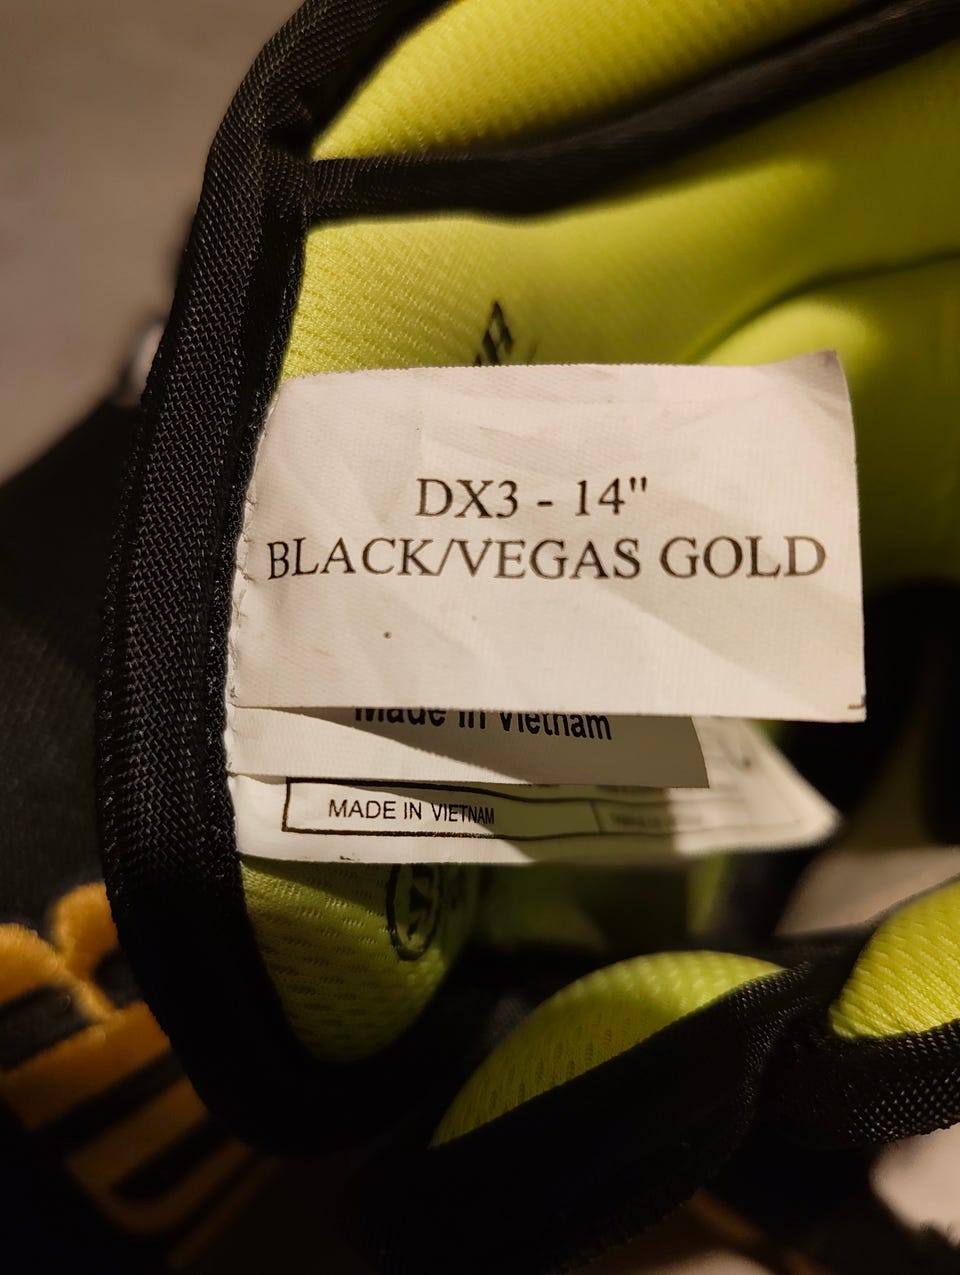 DX3 - 14"
BLACK/VEGAS GOLD
Made in Vietnam
MADE IN VIETNAM